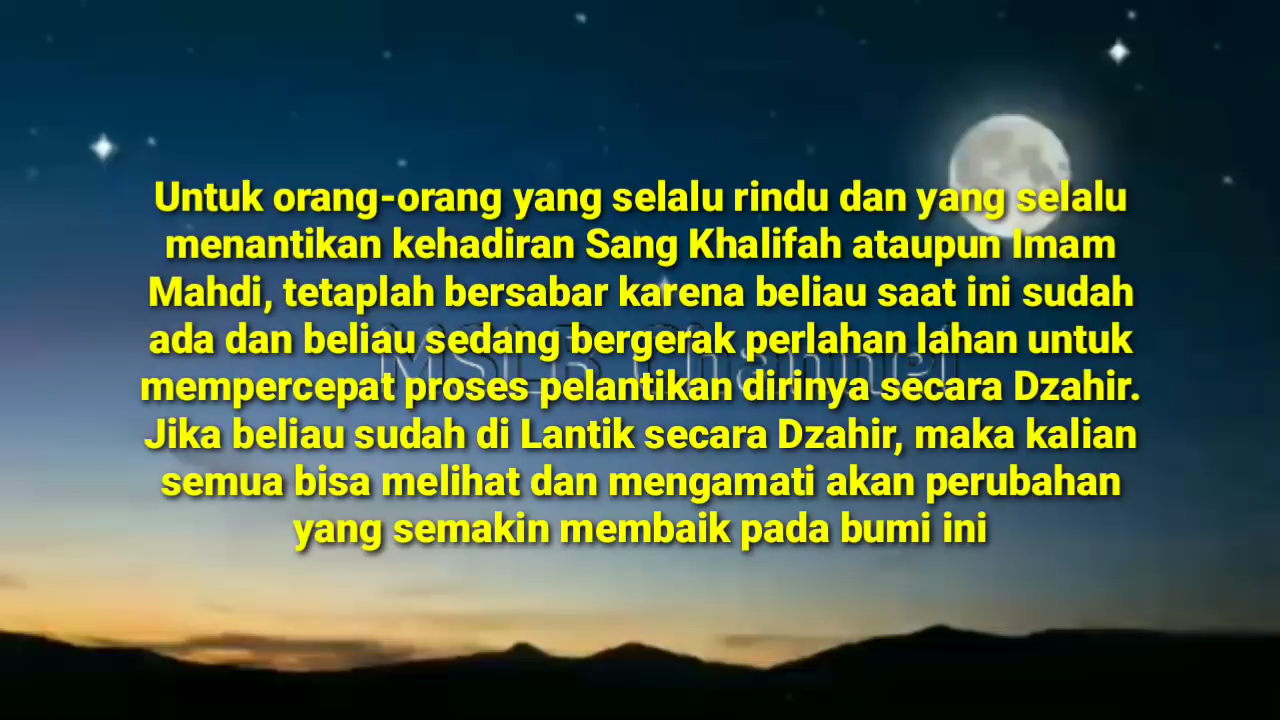 Untuk orang-orang yang selalu rindu dan yang selalu
menantikan kehadiran Sang Khalifah ataupun Imam
Mahdi, tetaplah bersabar karena beliau saat ini sudah
ada dan beliau sedang bergerak perlahan lahan untuk
MSLB Channel
mempercepat proses pelantikan dirinya secara Dzahir.
Jika beliau sudah di Lantik secara Dzahir, maka kalian
semua bisa melihat dan mengamati akan perubahan
yang semakin membaik pada bumi ini